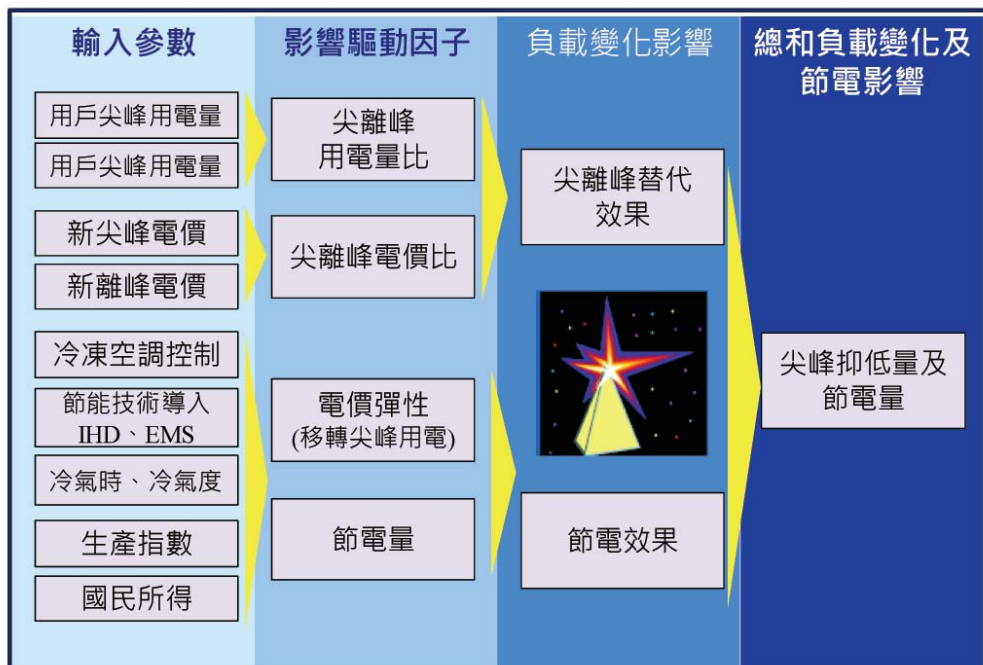 輸入參數
用戶尖峰用電量
用戶尖峰用電量
新尖峰電價
新離峰電價
冷凍空調控制
節能技術導入
IHD、EMS
冷氣時、冷氣度
生產指數
國民所得
影響驅動因子
尖離峰
用電量比
尖離峰電價比
電價彈性
(移轉尖峰用電)
節電量
負載變化影響
尖離峰替代
效果
節電效果
總和負載變化及
節電影響
尖峰抑低量及
節電量